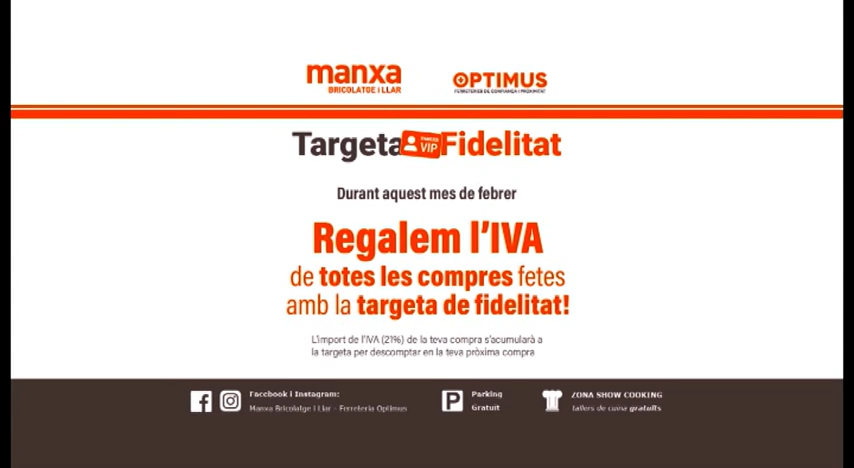 manxa
BRICOLATGE i LLAR
OPTIMUS
FERRETERIES DE CONFIANÇA I PROXIMITAT
Targeta VIP Fidelitat
Durant aquest mes de febrer
Regalem l'IVA
de totes les compres fetes
amb la targeta de fidelitat!
L'import de l'IVA (21%) de la teva compra s'acumularà a
la targeta per descomptar en la teva pròxima compra
Facebook i Instagram:
Manxa Bricolatge i Llar - Ferreteria Optimus
P
Parking
Gratuït
ZONA SHOW COOKING
tallers de cuina gratuïts